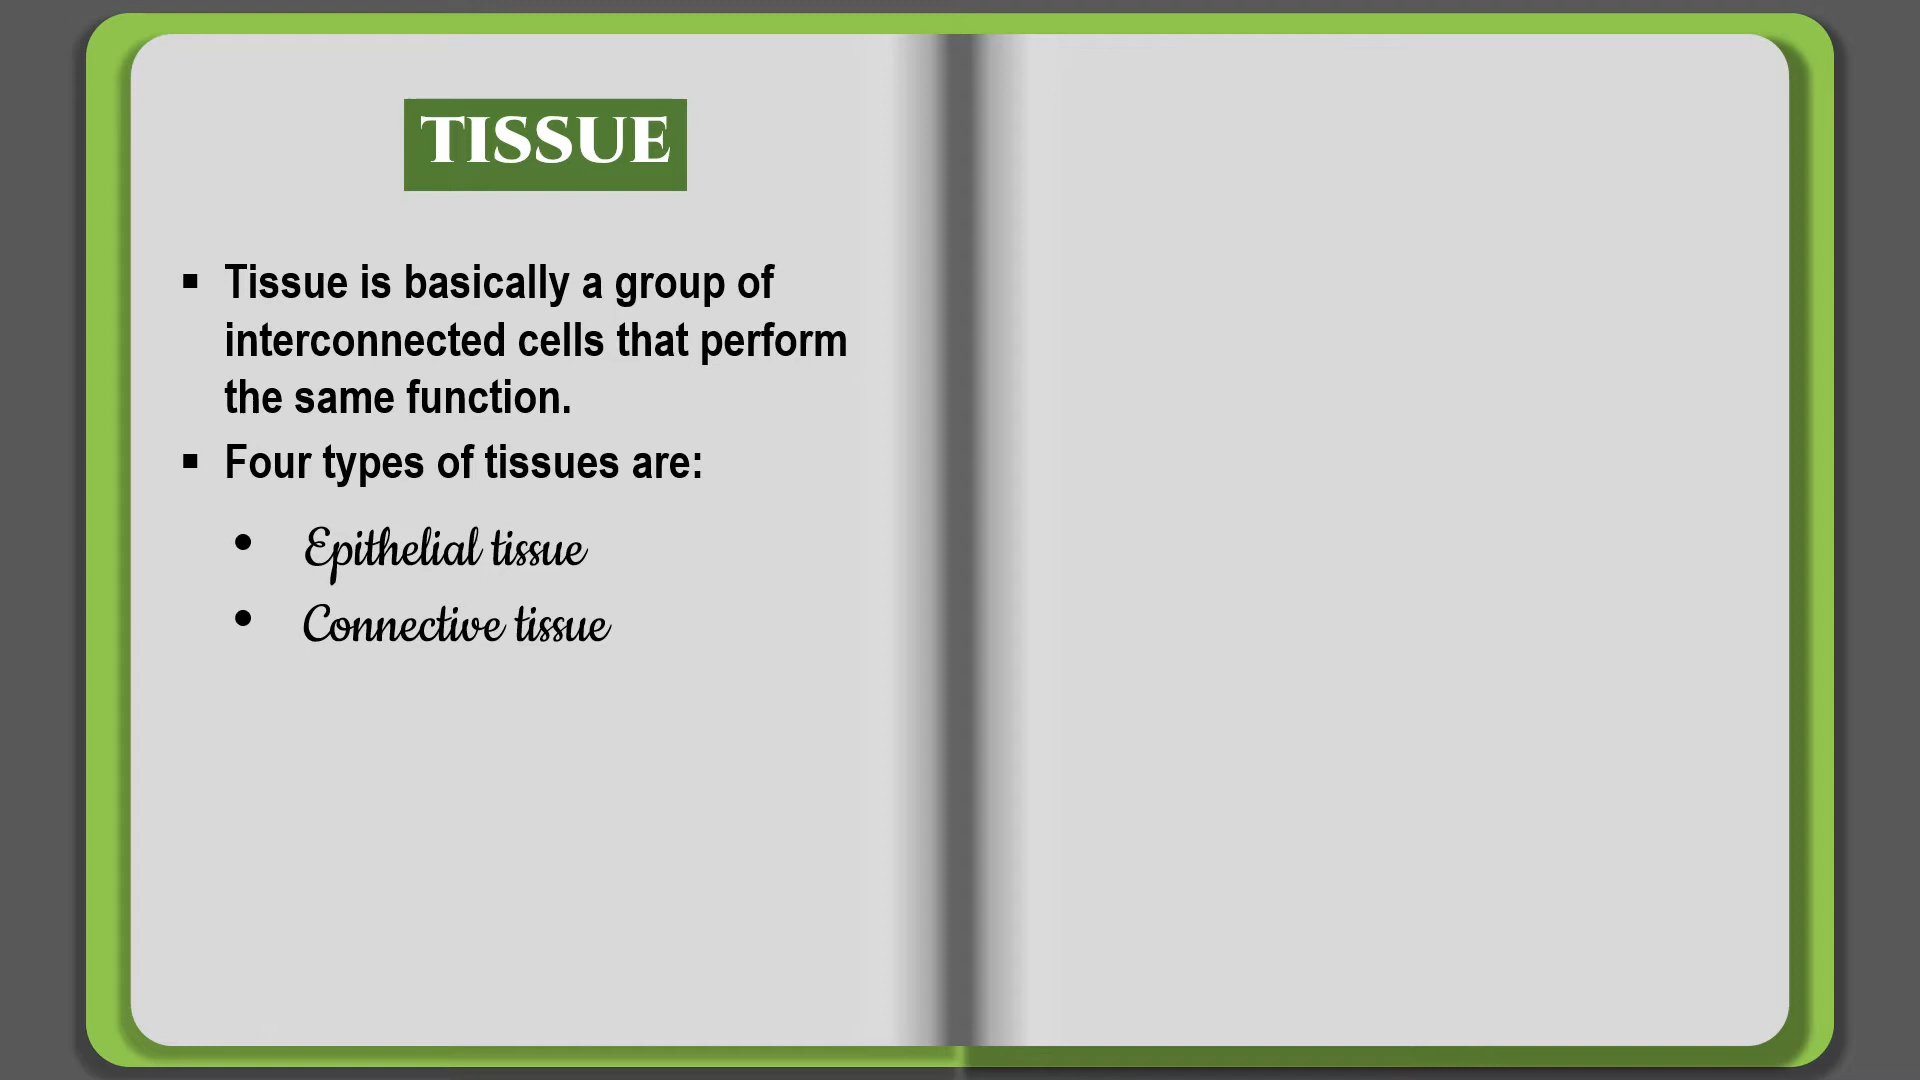 TISSUE
▪ Tissue is basically a group of
interconnected cells that perform
the same function.
▪ Four types of tissues are:
• Epithelial tissue
• Connective tissue